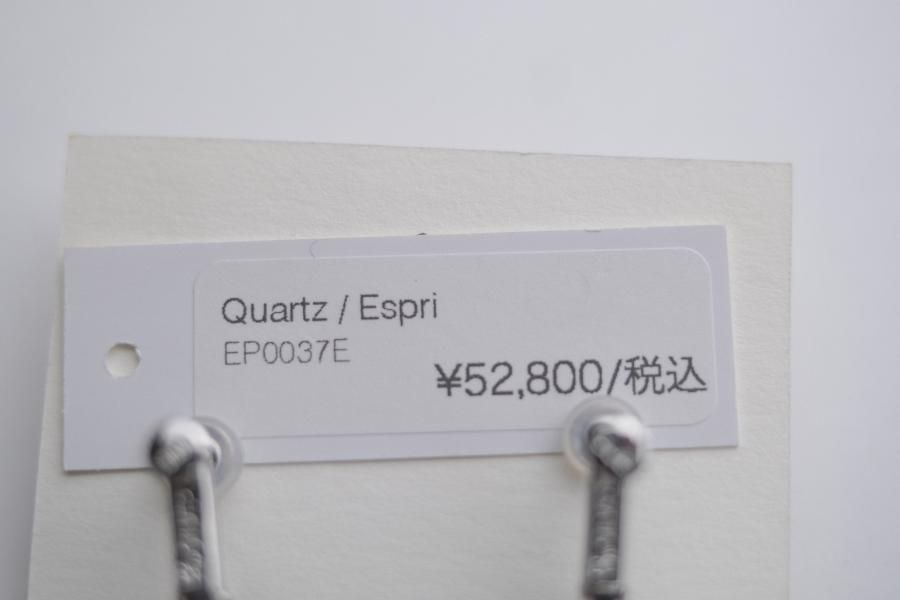 Quartz / Espri
EP0037E
¥52,800/税込